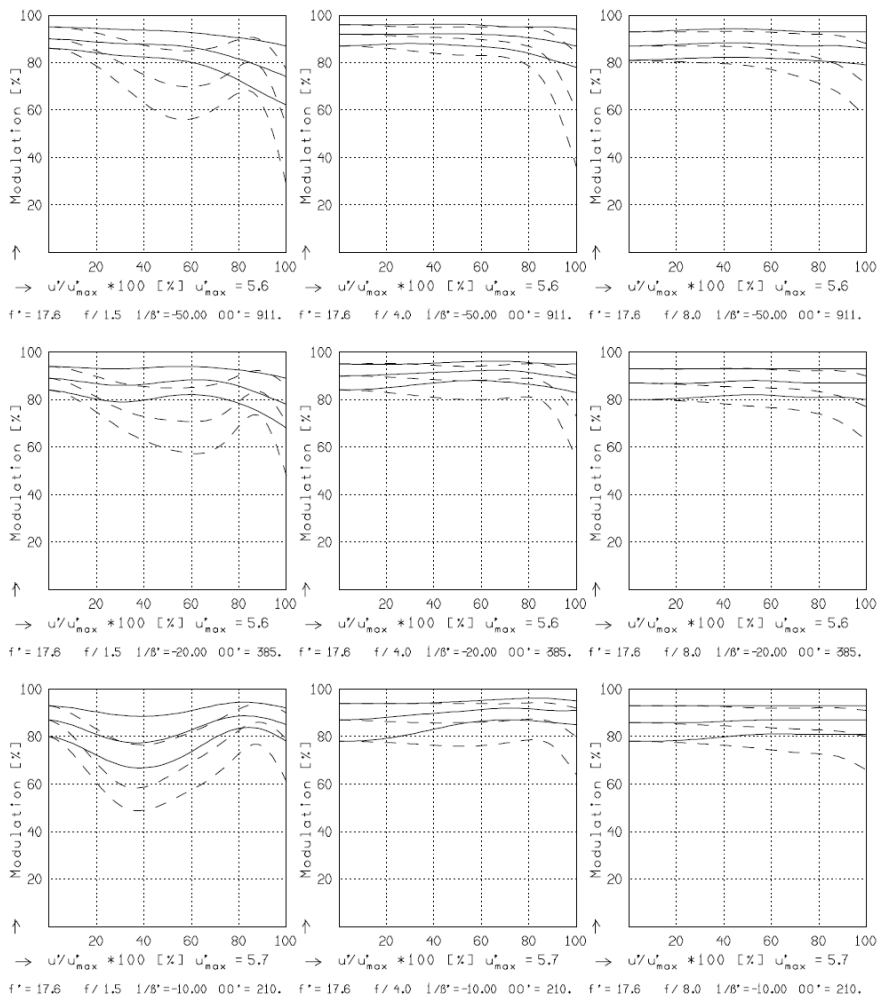 100 100 100
80 80 80
60 60 60
40 40 40
20 20 20
Modulation [%] Modulation [%] Modulation [%]
20 40 60 80 100 20 40 60 80 100 20 40 60 80 100
→ u'/u'max *100 [%] u'max = 5.6 → u'/u'max *100 [%] u'max = 5.6 → u'/u'max *100 [%] u'max = 5.6
f' = 17.6 f/ 1.5 1/ß' = -50.00 OO' = 911. f' = 17.6 f/ 4.0 1/ß' = -50.00 OO' = 911. f' = 17.6 f/ 8.0 1/ß' = -50.00 OO' = 911.
100 100 100
80 80 80
60 60 60
40 40 40
20 20 20
Modulation [%] Modulation [%] Modulation [%]
20 40 60 80 100 20 40 60 80 100 20 40 60 80 100
→ u'/u'max *100 [%] u'max = 5.6 → u'/u'max *100 [%] u'max = 5.6 → u'/u'max *100 [%] u'max = 5.6
f' = 17.6 f/ 1.5 1/ß' = -20.00 OO' = 385. f' = 17.6 f/ 4.0 1/ß' = -20.00 OO' = 385. f' = 17.6 f/ 8.0 1/ß' = -20.00 OO' = 385.
100 100 100
80 80 80
60 60 60
40 40 40
20 20 20
Modulation [%] Modulation [%] Modulation [%]
20 40 60 80 100 20 40 60 80 100 20 40 60 80 100
→ u'/u'max *100 [%] u'max = 5.7 → u'/u'max *100 [%] u'max = 5.7 → u'/u'max *100 [%] u'max = 5.7
f' = 17.6 f/ 1.5 1/ß' = -10.00 OO' = 210. f' = 17.6 f/ 4.0 1/ß' = -10.00 OO' = 210. f' = 17.6 f/ 8.0 1/ß' = -10.00 OO' = 210.